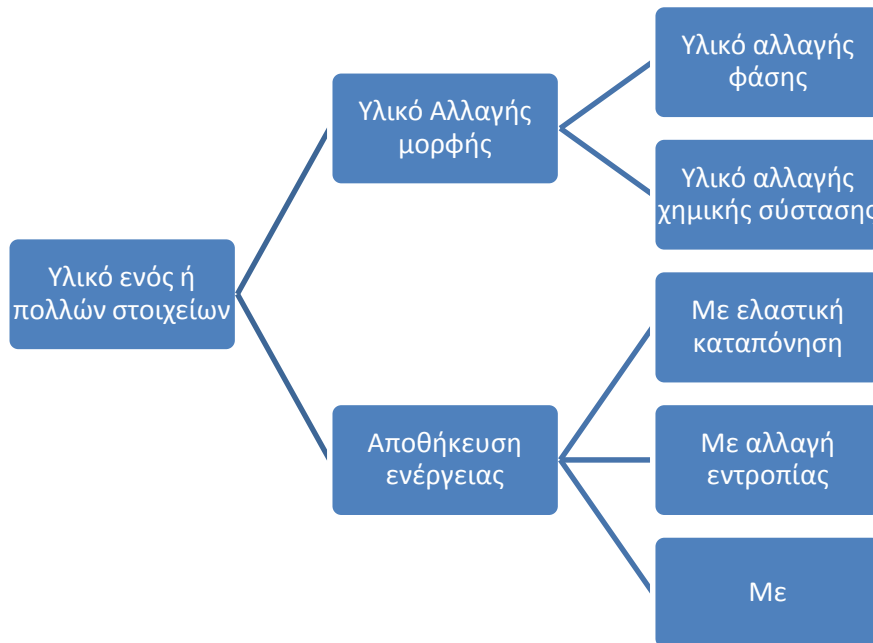 Υλικό αλλαγής
φάσης
Υλικό Αλλαγής
μορφής
Υλικό αλλαγής
χημικής σύστασης
Υλικό ενός ή
πολλών στοιχείων
Με ελαστική
καταπόνηση
Αποθήκευση
ενέργειας
Με αλλαγή
εντροπίας
Με